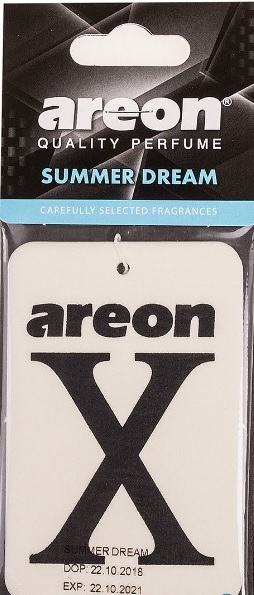 areon®
QUALITY PERFUME
SUMMER DREAM
CAREFULLY SELECTED FRAGRANCES
areon
X
SUMMER DREAM
DOP: 22.10.2018
EXP: 22.10.2021